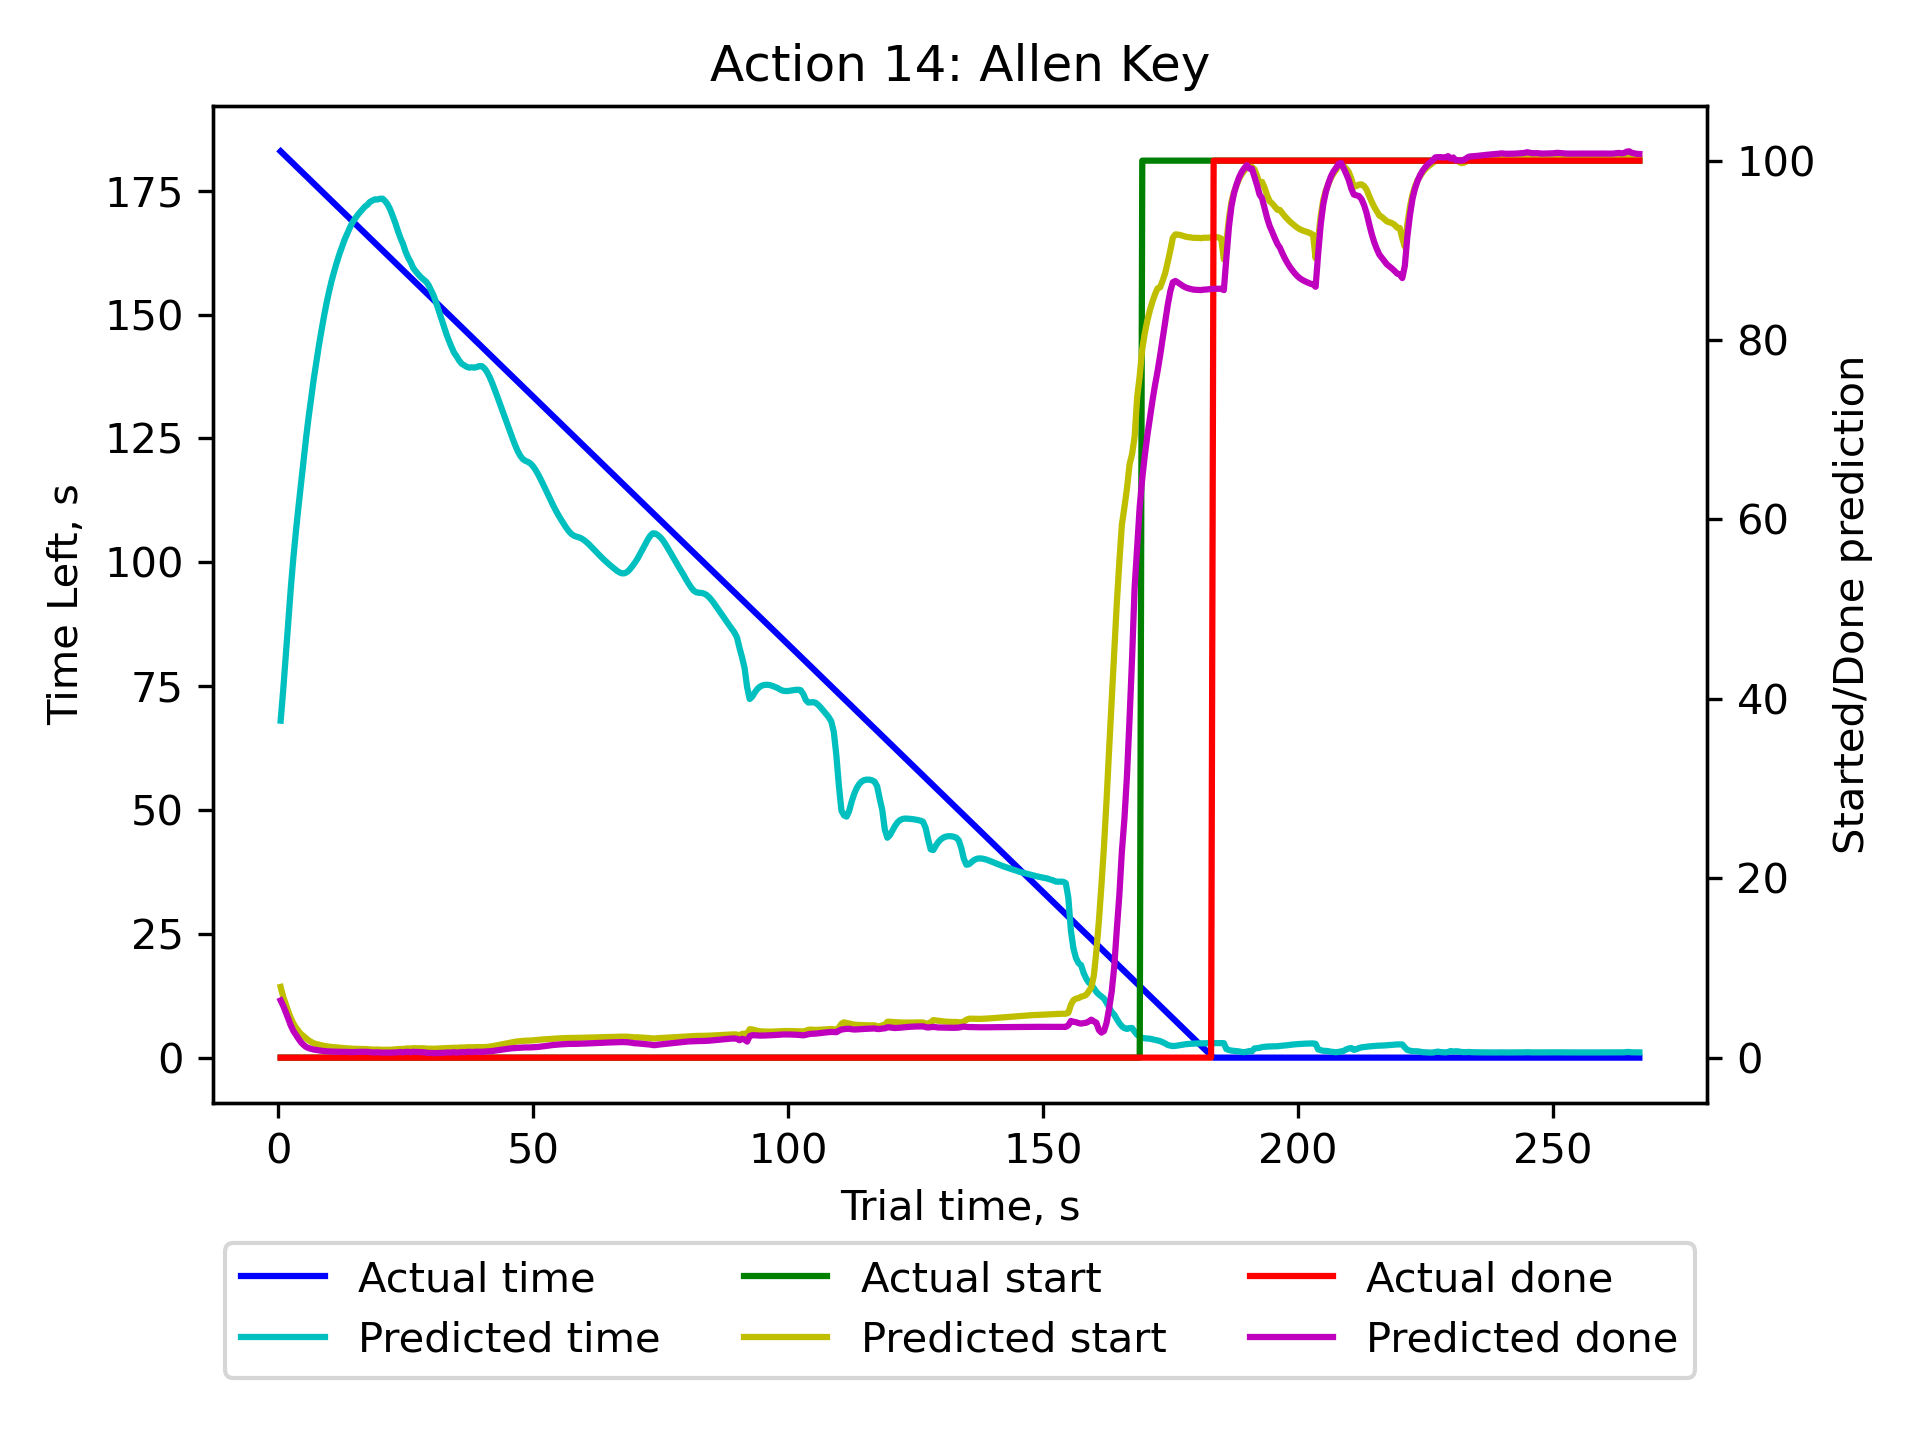 Action 14: Allen Key
Time Left, s
175
150
125
100
75
50
25
0
100
80
60
40
20
0
Started/Done prediction
0 50 100 150 200 250
Trial time, s
Actual time Actual start Actual done
Predicted time Predicted start Predicted done